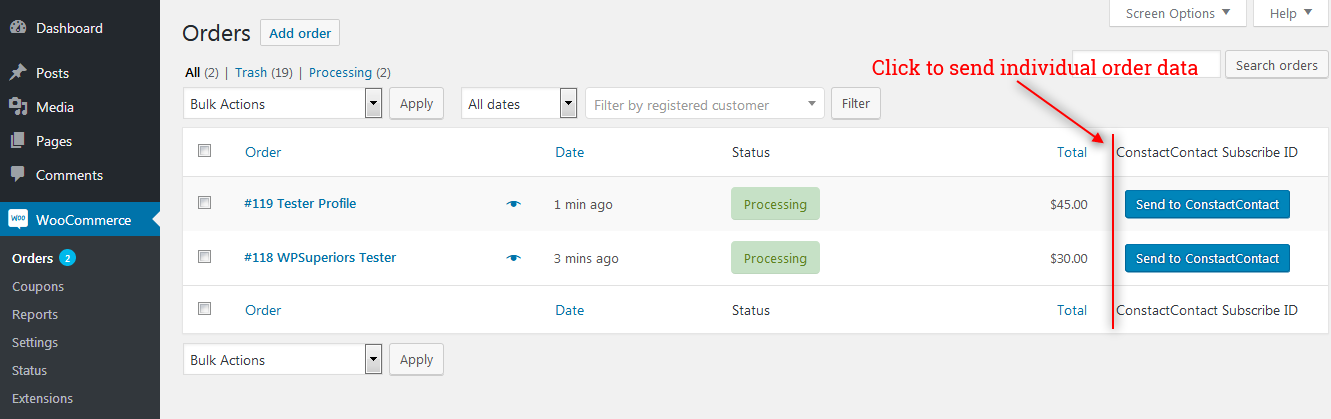 Dashboard
Posts
Media
Pages
Comments
WOO WooCommerce
Orders 2
Coupons
Reports
Settings
Status
Extensions
Screen Options Help
Orders Add order
All (2) | Trash (19) | Processing (2)
Click to send individual order data
Search orders
Bulk Actions Apply All dates Filter by registered customer Filter
Order Date Status Total ConstactContact Subscribe ID
#119 Tester Profile 1 min ago Processing $45.00 Send to ConstactContact
#118 WPSuperiors Tester 3 mins ago Processing $30.00 Send to ConstactContact
Order Date Status Total ConstactContact Subscribe ID
Bulk Actions Apply